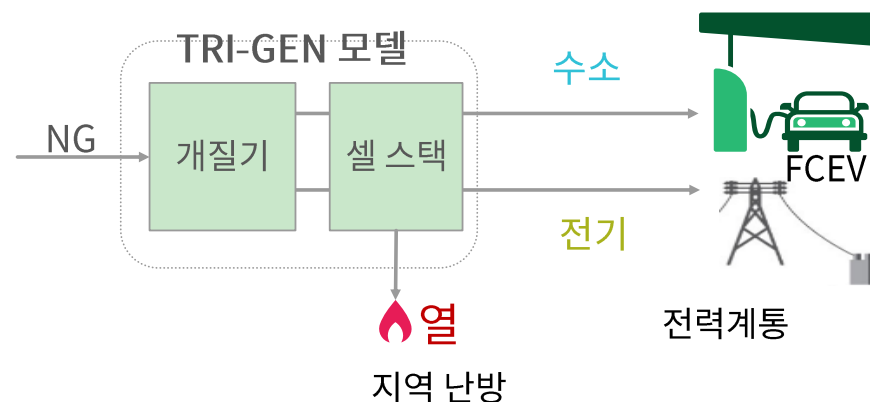 TRI-GEN 모델
NG
개질기
셀 스택
수소
전기
열
지역 난방
FCEV
전력계통